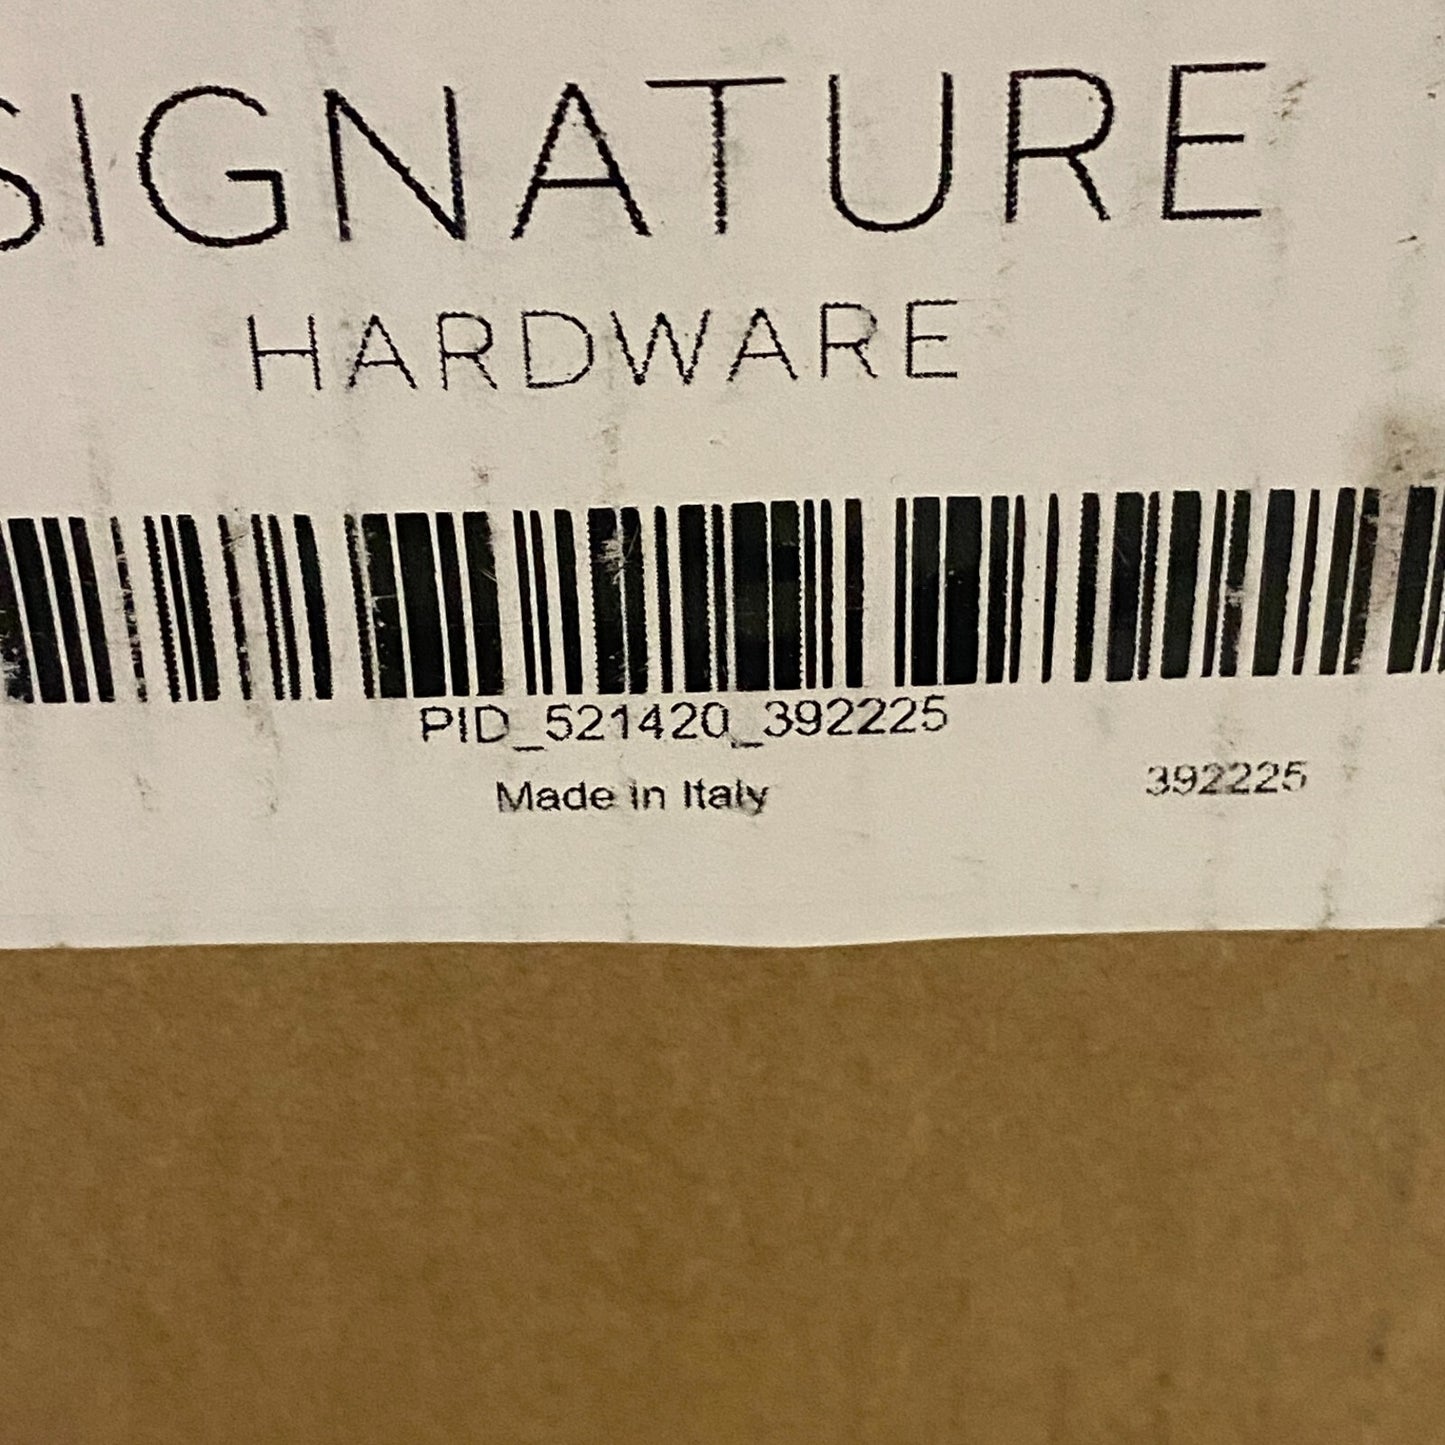 SIGNATURE
HARDWARE
PID_521420_392225
Made in Italy
392225